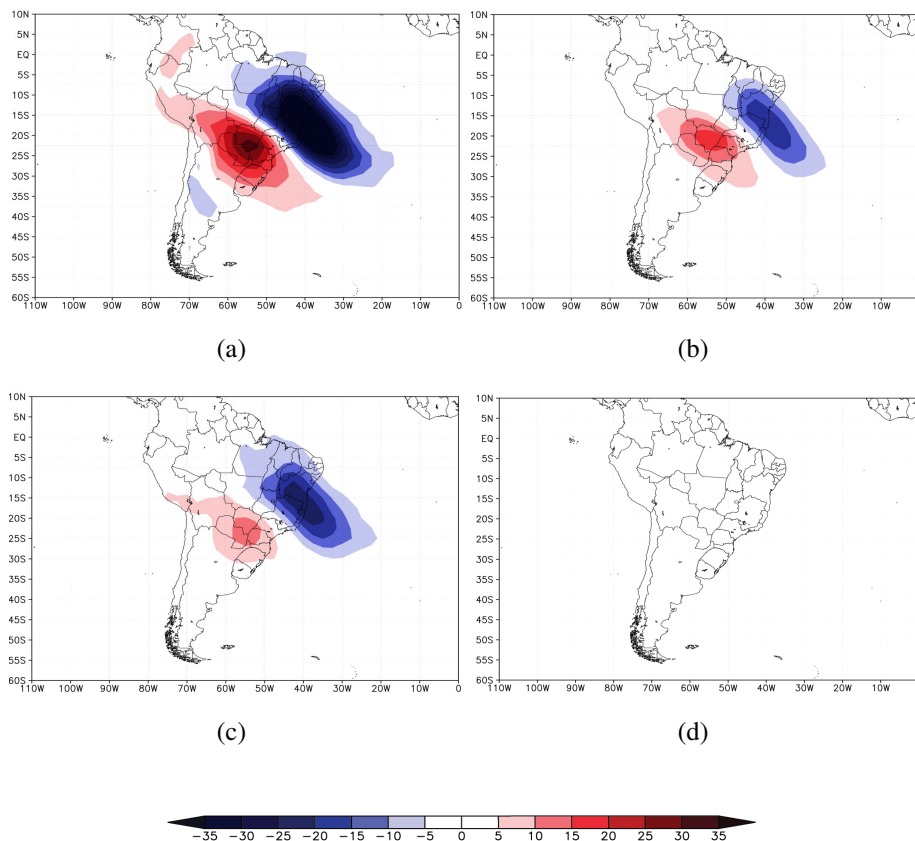 10N
5N
EQ
5S
10S
15S
20S
25S
30S
35S
40S
45S
50S
55S
60S
110W 100W 90W 80W 70W 60W 50W 40W 30W 20W 10W 0
(a)
10N
5N
EQ
5S
10S
15S
20S
25S
30S
35S
40S
45S
50S
55S
60S
110W 100W 90W 80W 70W 60W 50W 40W 30W 20W 10W
(b)
10N
5N
EQ
5S
10S
15S
20S
25S
30S
35S
40S
45S
50S
55S
60S
110W 100W 90W 80W 70W 60W 50W 40W 30W 20W 10W 0
(c)
10N
5N
EQ
5S
10S
15S
20S
25S
30S
35S
40S
45S
50S
55S
60S
110W 100W 90W 80W 70W 60W 50W 40W 30W 20W 10W
(d)
-35 -30 -25 -20 -15 -10 -5 0 5 10 15 20 25 30 35